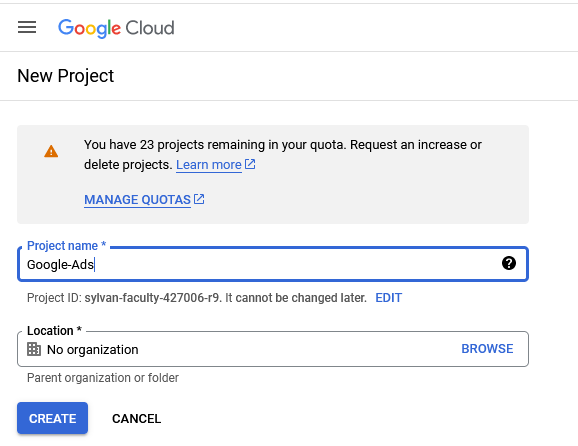 Google Cloud
New Project
You have 23 projects remaining in your quota. Request an increase or
delete projects. Learn more
MANAGE QUOTAS
Project name *
Google-Ads
Project ID: sylvan-faculty-427006-r9. It cannot be changed later. EDIT
Location *
No organization BROWSE
Parent organization or folder
CREATE CANCEL